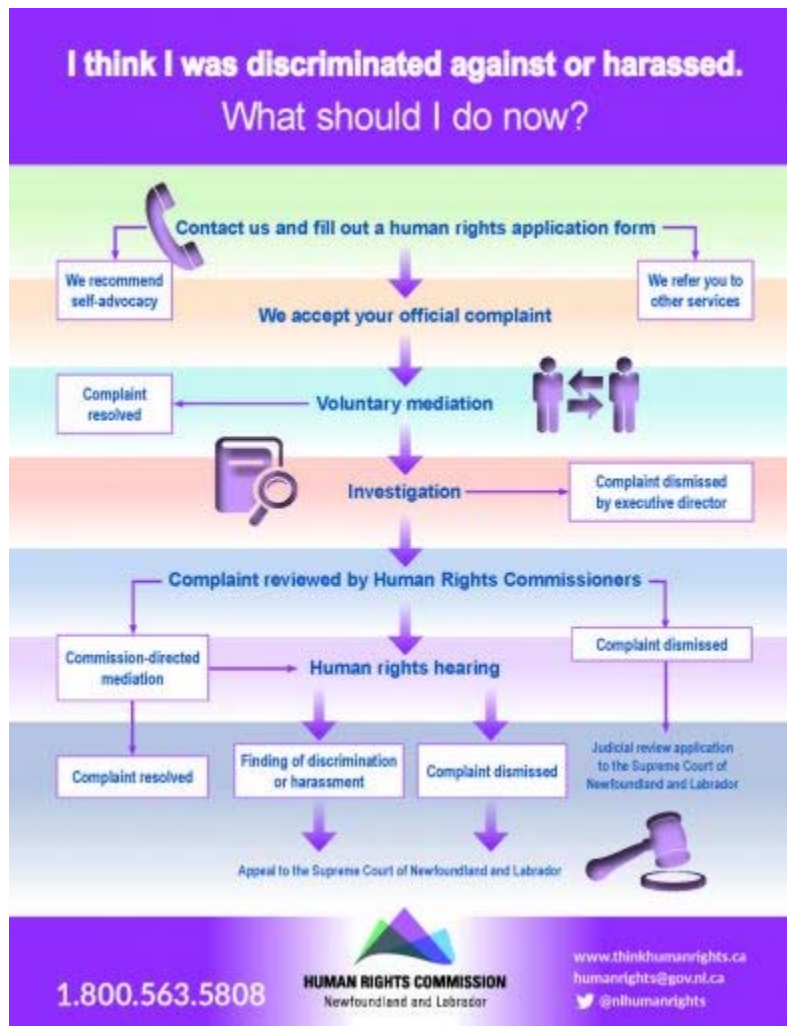 I think I was discriminated against or harassed.
What should I do now?
Contact us and fill out a human rights application form
We recommend
self-advocacy
We refer you to
other services
We accept your official complaint
Complaint
resolved
Voluntary mediation
Investigation
Complaint dismissed
by executive director
Complaint reviewed by Human Rights Commissioners
Commission-directed
mediation
Human rights hearing
Complaint dismissed
Complaint resolved
Finding of discrimination
or harassment
Complaint dismissed
Judicial review application
to the Supreme Court of
Newfoundland and Labrador
Appeal to the Supreme Court of Newfoundland and Labrador
1.800.563.5808
HUMAN RIGHTS COMMISSION
Newfoundland and Labrador
www.thinkhumanrights.ca
humanrights@gov.nl.ca
@nlhumanrights